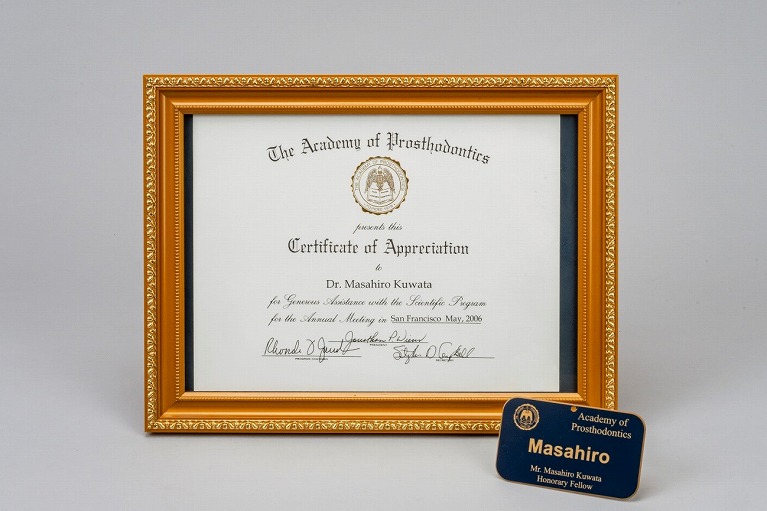 The Academy of Prosthodontics
presents this
Certificate of Appreciation
to
Dr. Masahiro Kuwata
for Generous Assistance with the Scientific Program
for the Annual Meeting in San Francisco May, 2006
PRESIDENT
Academy of
Prosthodontics
Masahiro
Mr. Masahiro Kuwata
Honorary Fellow